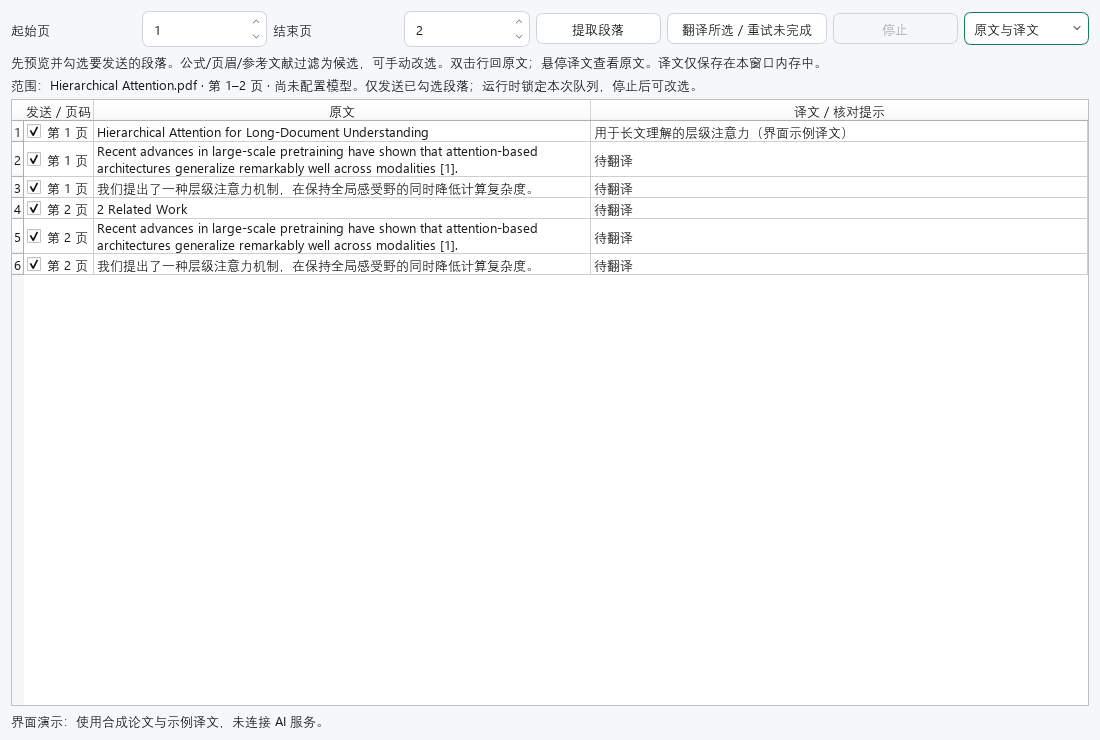 起始页 1 结束页 2 提取段落 翻译所选 / 重试未完成 停止 原文与译文
先预览并勾选要发送的段落。公式/页眉/参考文献过滤为候选，可手动改选。双击行回原文；悬停译文查看原文。译文仅保存在本窗口内存中。
范围：Hierarchical Attention.pdf · 第 1–2 页 · 尚未配置模型。仅发送已勾选段落；运行时锁定本次队列，停止后可改选。
发送 / 页码 原文 译文 / 核对提示
1 第 1 页 Hierarchical Attention for Long-Document Understanding 用于长文理解的层级注意力（界面示例译文）
2 第 1 页 Recent advances in large-scale pretraining have shown that attention-based
architectures generalize remarkably well across modalities [1]. 待翻译
3 第 1 页 我们提出了一种层级注意力机制，在保持全局感受野的同时降低计算复杂度。 待翻译
4 第 2 页 2 Related Work 待翻译
5 第 2 页 Recent advances in large-scale pretraining have shown that attention-based
architectures generalize remarkably well across modalities [1]. 待翻译
6 第 2 页 我们提出了一种层级注意力机制，在保持全局感受野的同时降低计算复杂度。 待翻译
界面演示：使用合成论文与示例译文，未连接 AI 服务。